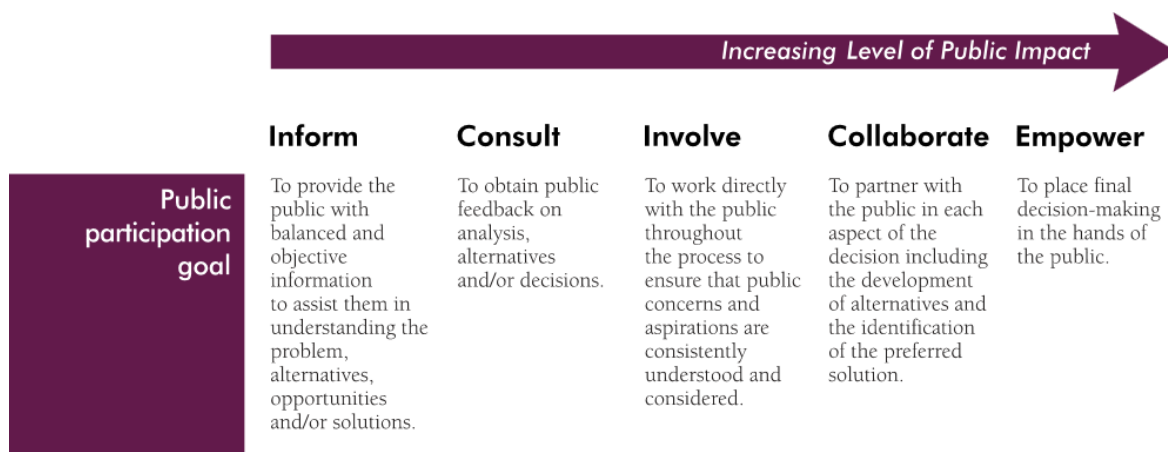 Increasing Level of Public Impact
Inform
Consult
Involve
Collaborate
Empower
Public
participation
goal
To provide the
public with
balanced and
objective
information
to assist them in
understanding the
problem,
alternatives,
opportunities
and/or solutions.
To obtain public
feedback on
analysis,
alternatives
and/or decisions.
To work directly
with the public
throughout
the process to
ensure that public
concerns and
aspirations are
consistently
understood and
considered.
To partner with
the public in each
aspect of the
decision including
the development
of alternatives and
the identification
of the preferred
solution.
To place final
decision-making
in the hands of
the public.